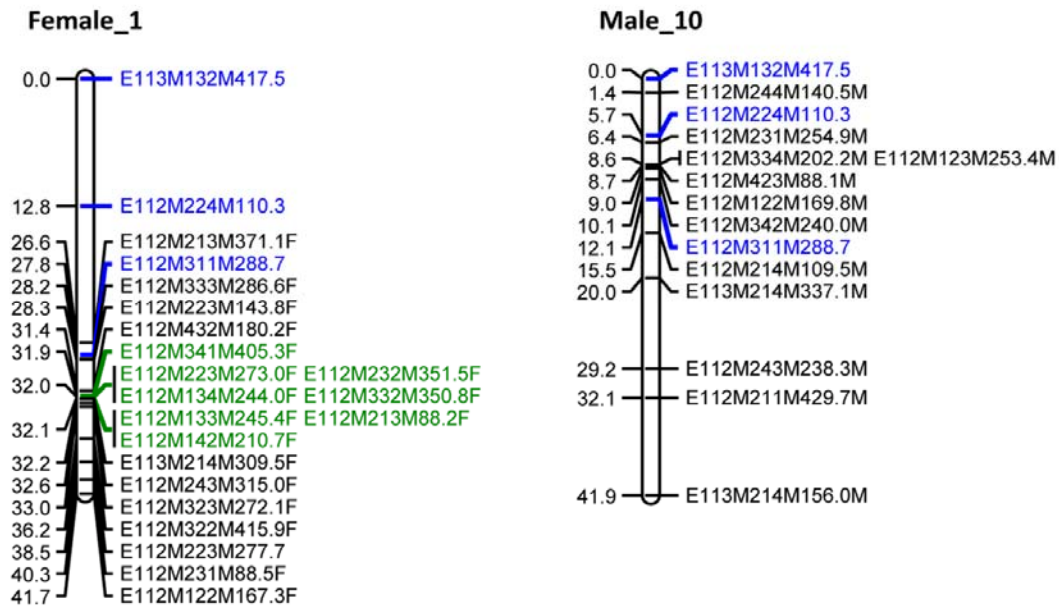 Female_1
0.0 E113M132M417.5
12.8 E112M224M110.3
26.6 E112M213M371.1F
27.8 E112M311M288.7
28.2 E112M333M286.6F
28.3 E112M223M143.8F
31.4 E112M432M180.2F
31.9 E112M341M405.3F
E112M223M273.0F E112M232M351.5F
32.0 E112M134M244.0F E112M332M350.8F
E112M133M245.4F E112M213M88.2F
32.1 E112M142M210.7F
32.2 E113M214M309.5F
32.6 E112M243M315.0F
33.0 E112M323M272.1F
36.2 E112M322M415.9F
38.5 E112M223M277.7
40.3 E112M231M88.5F
41.7 E112M122M167.3F
Male_10
0.0 E113M132M417.5
1.4 E112M244M140.5M
5.7 E112M224M110.3
6.4 E112M231M254.9M
8.6 E112M334M202.2M E112M123M253.4M
8.7 E112M423M88.1M
9.0 E112M122M169.8M
10.1 E112M342M240.0M
12.1 E112M311M288.7
15.5 E112M214M109.5M
20.0 E113M214M337.1M
29.2 E112M243M238.3M
32.1 E112M211M429.7M
41.9 E113M214M156.0M